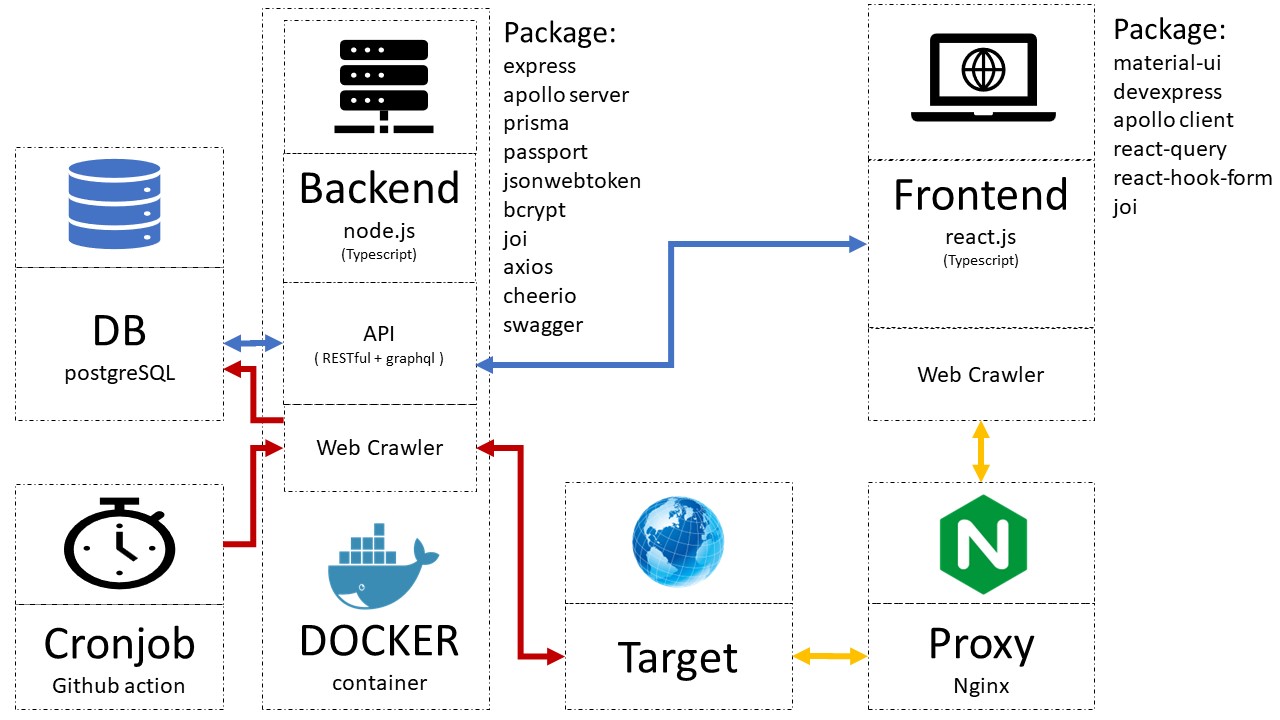 DB
postgreSQL
Cronjob
Github action
Backend
node.js
(Typescript)
API
( RESTful + graphql )
Web Crawler
DOCKER
container
Package:
express
apollo server
prisma
passport
jsonwebtoken
bcrypt
joi
axios
cheerio
swagger
Target
Frontend
react.js
(Typescript)
Web Crawler
N
Proxy
Nginx
Package:
material-ui
devexpress
apollo client
react-query
react-hook-form
joi